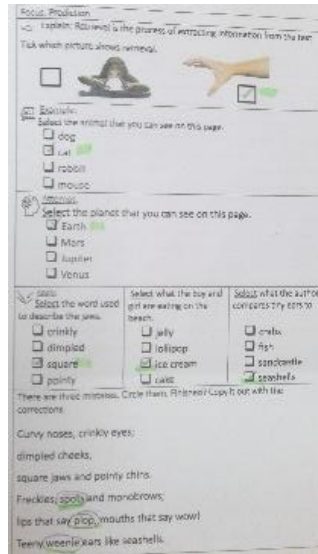 Focus: Prediction
Explain: Retrieval is the process of extracting information from the text
Tick which picture shows retrieval.
Example:
Select the animal that you can see on this page.
dog
cat
rabbit
mouse
Attempt:
Select the planet that you can see on this page.
Earth
Mars
Jupiter
Venus
Select the word used to describe the jaws.
crinkly
dimpled
square
pointy
Select what the boy and girl are eating on the beach.
jelly
lollipop
ice cream
cake
Select what the author compares tiny ears to
crabs
fish
sandcastle
seashells
There are three mistakes. Circle them. Finished? Copy it out with the
corrections.
Curvy noses, crinkly eyes;
dimpled cheeks,
square jaws and pointy chins.
Freckles, spots and monobrows;
lips that say plop, mouths that say wow!
Teeny weenie ears like seashells.